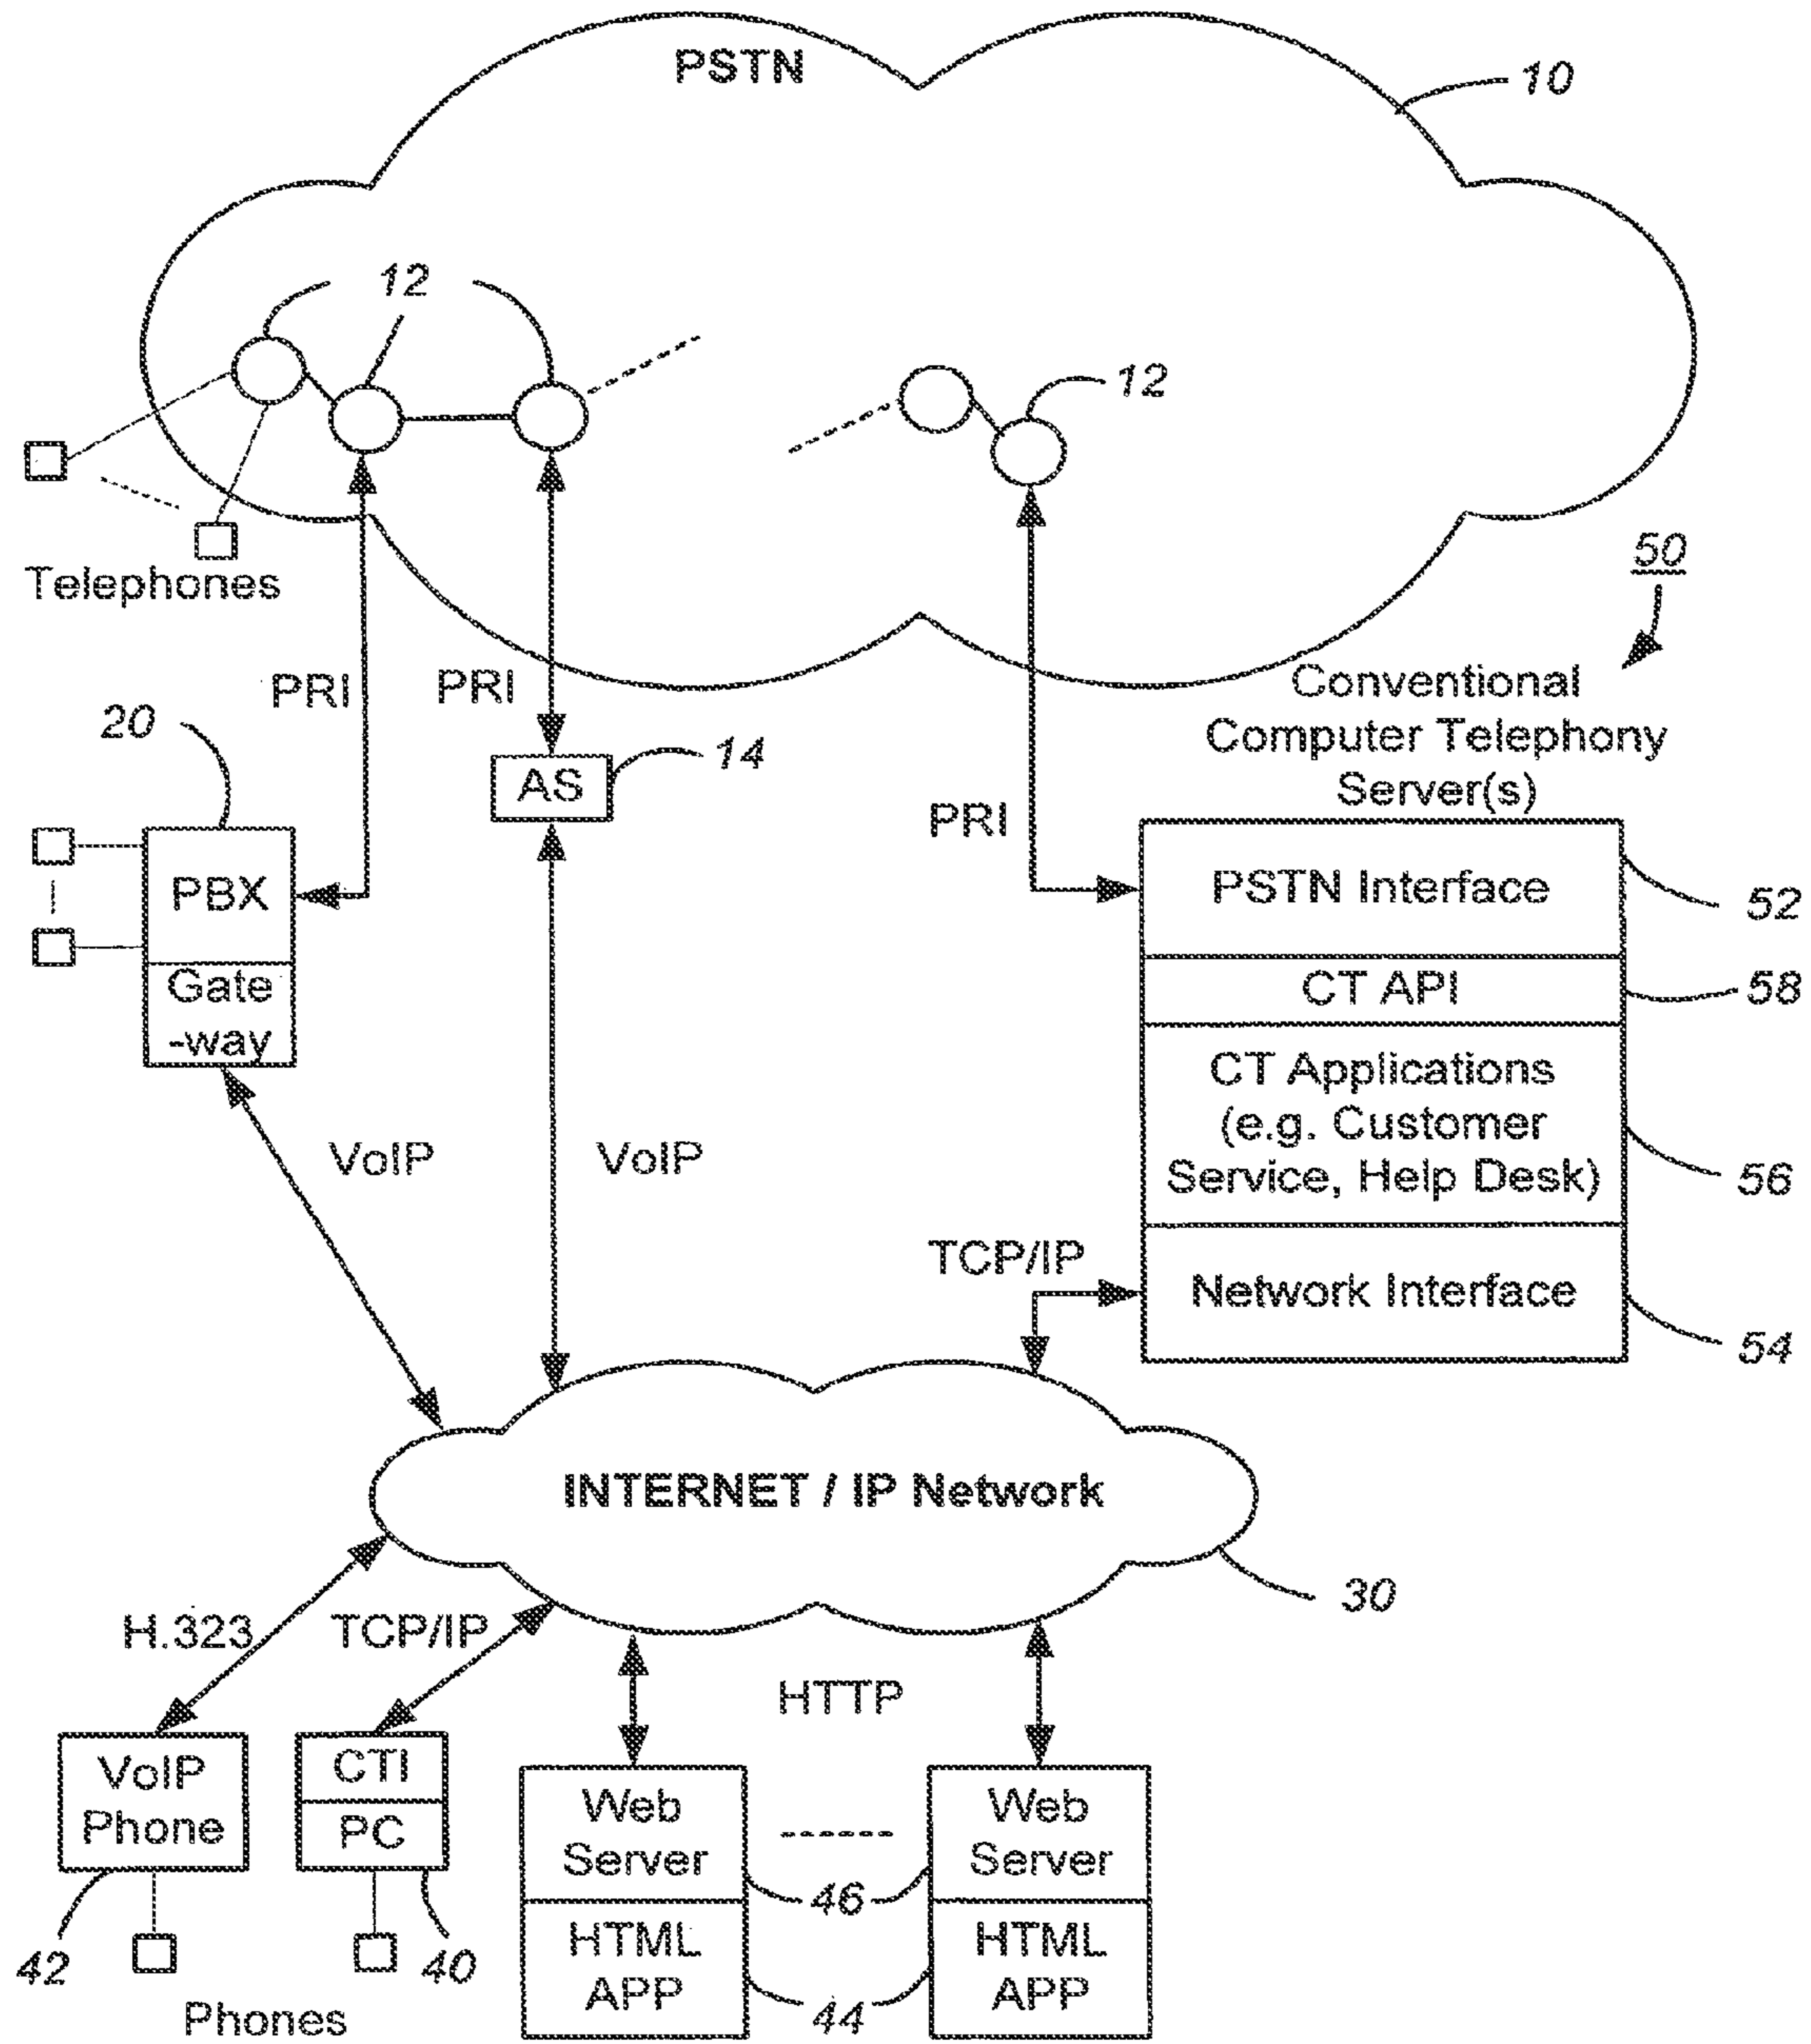 PSTN
10
12
12
Telephones
50
PRI
PRI
Conventional
Computer Telephony
Server(s)
20
14
AS
PRI
PBX
PSTN Interface
52
Gate
-way
CT API
58
CT Applications
(e.g. Customer
Service, Help Desk)
56
VoIP
VoIP
TCP/IP
Network Interface
54
INTERNET / IP Network
30
H.323
TCP/IP
HTTP
VoIP
Phone
CTI
PC
Web
Server
Web
Server
46
42
40
HTML
APP
HTML
APP
44
Phones